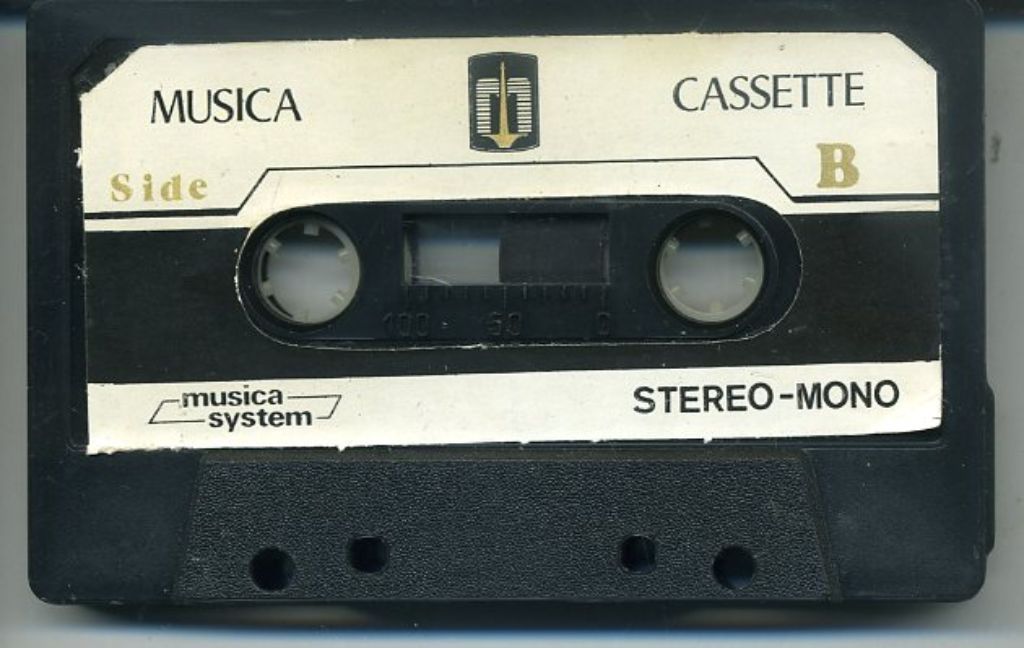 MUSICA CASSETTE
Side B
100 50 0
musica
system
STEREO-MONO